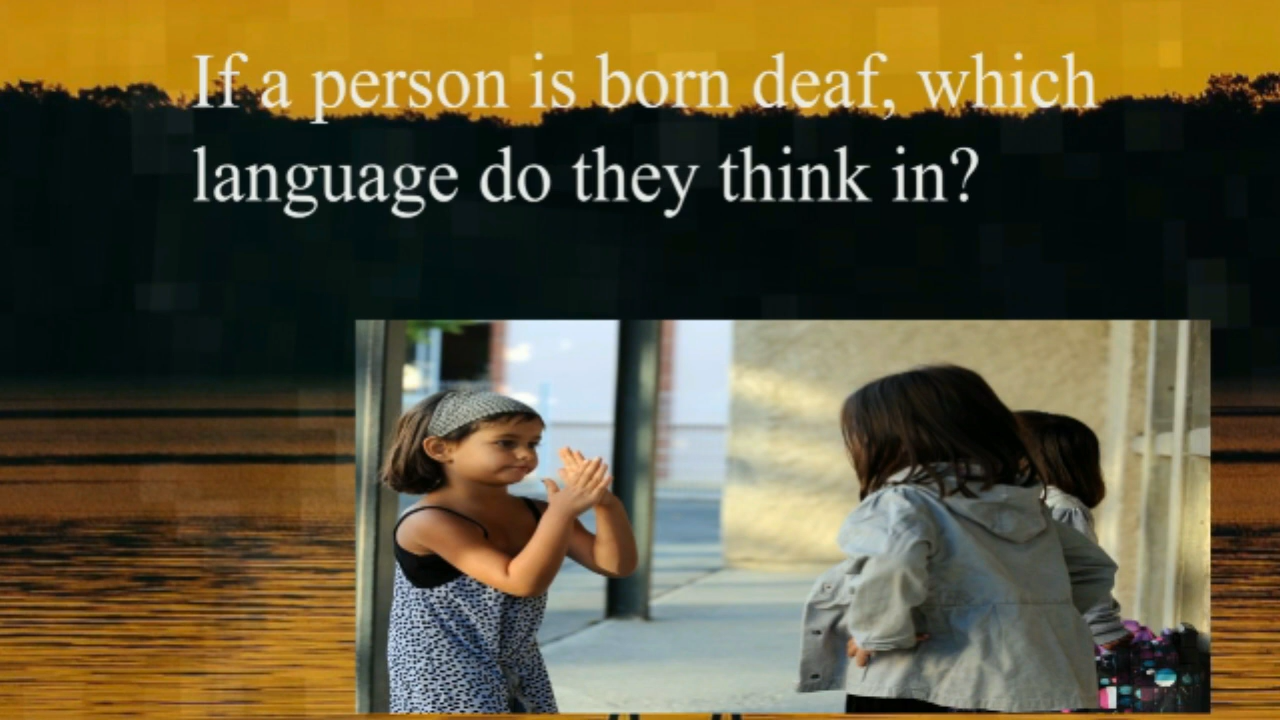 If a person is born deaf, which
language do they think in?